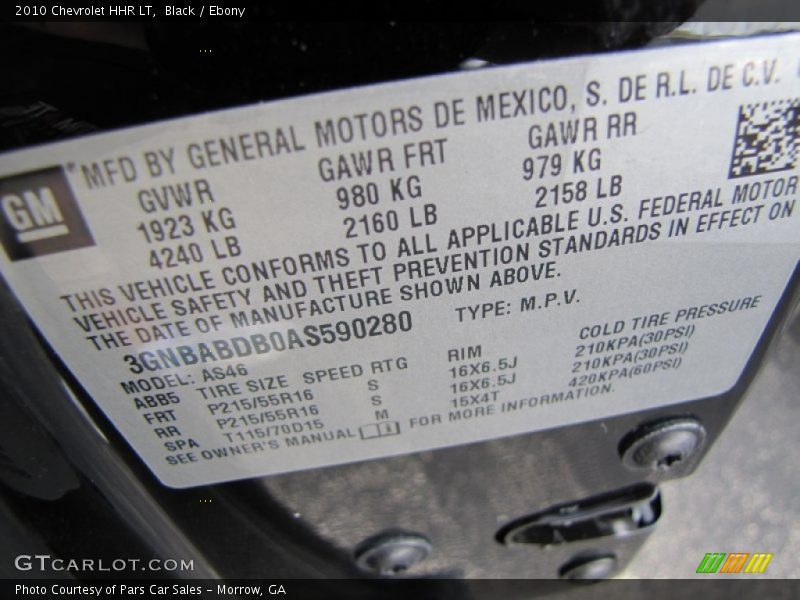 2010 Chevrolet HHR LT, Black / Ebony
MFD BY GENERAL MOTORS DE MEXICO, S. DE R.L. DE C.V.
GM
GVWR GAWR FRT GAWR RR
1923 KG 980 KG 979 KG
4240 LB 2160 LB 2158 LB
THIS VEHICLE CONFORMS TO ALL APPLICABLE U.S. FEDERAL MOTOR
VEHICLE SAFETY AND THEFT PREVENTION STANDARDS IN EFFECT ON
THE DATE OF MANUFACTURE SHOWN ABOVE.
3GNBABDB0AS590280 TYPE: M.P.V.
MODEL: AS46
ABB5 TIRE SIZE SPEED RTG RIM COLD TIRE PRESSURE
FRT P215/55R16 S 16X6.5J 210KPA(30PSI)
RR P215/55R16 S 16X6.5J 210KPA(30PSI)
SPA T115/70D15 M 15X4T 420KPA(60PSI)
SEE OWNER'S MANUAL FOR MORE INFORMATION.
GTCARLOT.COM
Photo Courtesy of Pars Car Sales - Morrow, GA